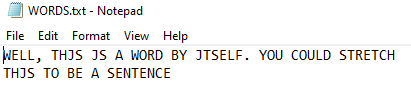 WORDS.txt - Notepad
File Edit Format View Help
WELL, THJS JS A WORD BY JTSELF. YOU COULD STRETCH
THJS TO BE A SENTENCE